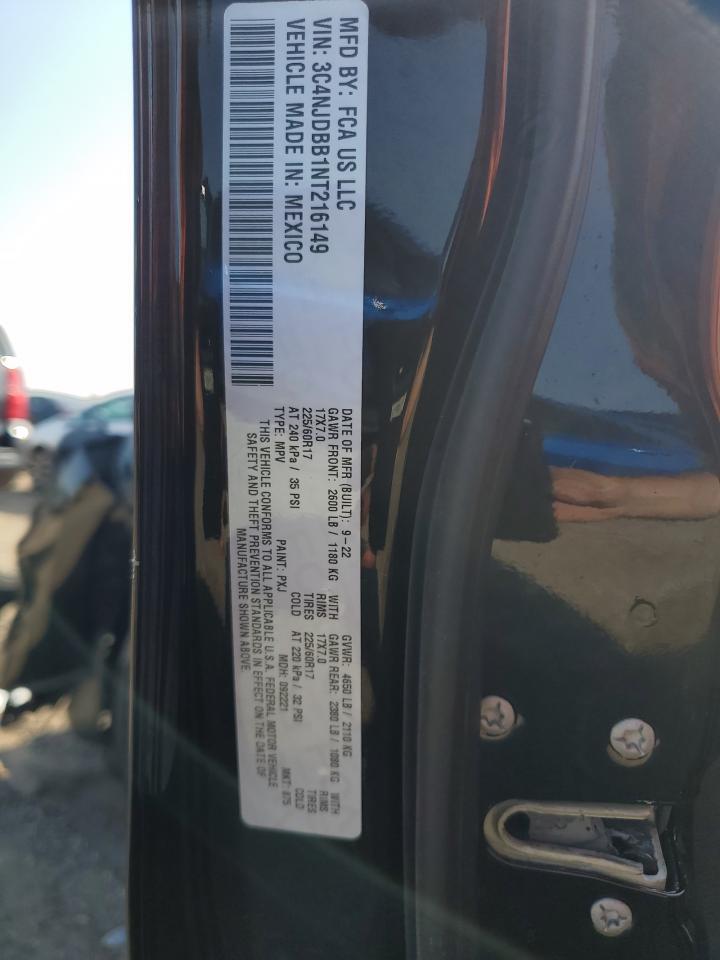 MFD BY: FCA US LLC
VIN: 3C4NJDBB1NT216149
VEHICLE MADE IN: MEXICO
DATE OF MFR (BUILT): 9-22 GVWR: 4650 LB / 2110 KG
GAWR FRONT: 2600 LB / 1180 KG WITH GAWR REAR: 2380 LB / 1080 KG WITH
17X7.0 RIMS 17X7.0 RIMS
225/60R17 TIRES 225/60R17 TIRES
AT 240 kPa / 35 PSI COLD AT 220 kPa / 32 PSI COLD
TYPE: MPV PAINT: PXJ MDH: 092221 MKT: 875
THIS VEHICLE CONFORMS TO ALL APPLICABLE U.S.A. FEDERAL MOTOR VEHICLE
SAFETY AND THEFT PREVENTION STANDARDS IN EFFECT ON THE DATE OF
MANUFACTURE SHOWN ABOVE.